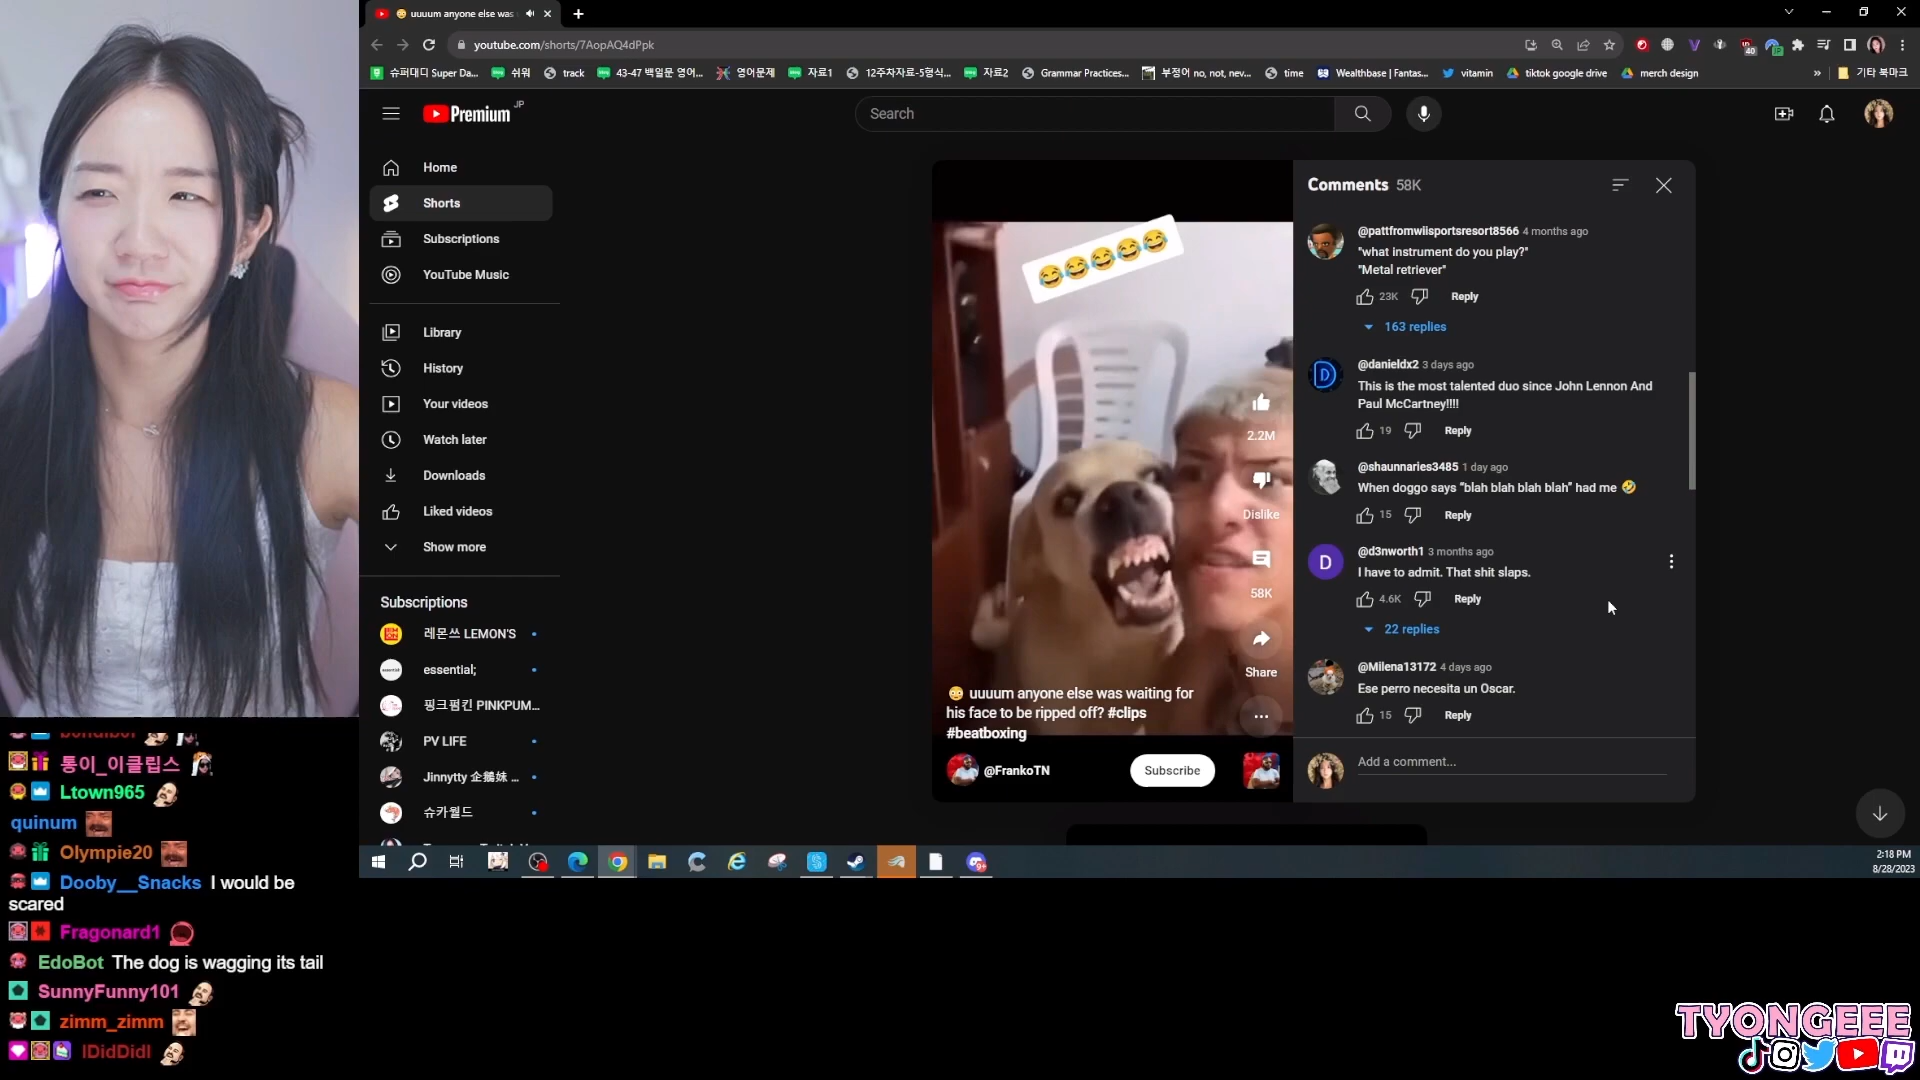 uuuum anyone else was
youtube.com/shorts/7AopAQ4dPpk
슈퍼대디 Super Da...
쉬워
track
43-47 백일문 영어...
영어문제
자료1
12주차자료-5형식...
자료2
Grammar Practices...
부정어 no, not, nev...
time
Wealthbase | Fantas...
vitamin
tiktok google drive
merch design
»
기타 북마크
Premium JP
Search
Home
Shorts
Subscriptions
YouTube Music
Library
History
Your videos
Watch later
Downloads
Liked videos
Show more
Subscriptions
레몬쓰 LEMON'S
essential;
핑크펌킨 PINKPUM...
PV LIFE
Jinnytty 企鵝妹 ...
슈카월드
2.2M
Dislike
58K
Share
😳 uuuum anyone else was waiting for
his face to be ripped off? #clips
#beatboxing
@FrankoTN
Subscribe
Comments 58K
@pattfromwiisportsresort8566 4 months ago
"what instrument do you play?"
"Metal retriever"
23K Reply
163 replies
@danieldx2 3 days ago
This is the most talented duo since John Lennon And
Paul McCartney!!!!
19 Reply
@shaunnaries3485 1 day ago
When doggo says "blah blah blah blah" had me 🤣
15 Reply
D
@d3nworth1 3 months ago
I have to admit. That shit slaps.
4.6K Reply
22 replies
@Milena13172 4 days ago
Ese perro necesita un Oscar.
15 Reply
Add a comment...
2:18 PM
8/28/2023
통이_이클립스
Ltown965
quinum
Olympie20
Dooby__Snacks I would be
scared
Fragonard1
EdoBot The dog is wagging its tail
SunnyFunny101
zimm_zimm
IDidDidI
TYONGEEE